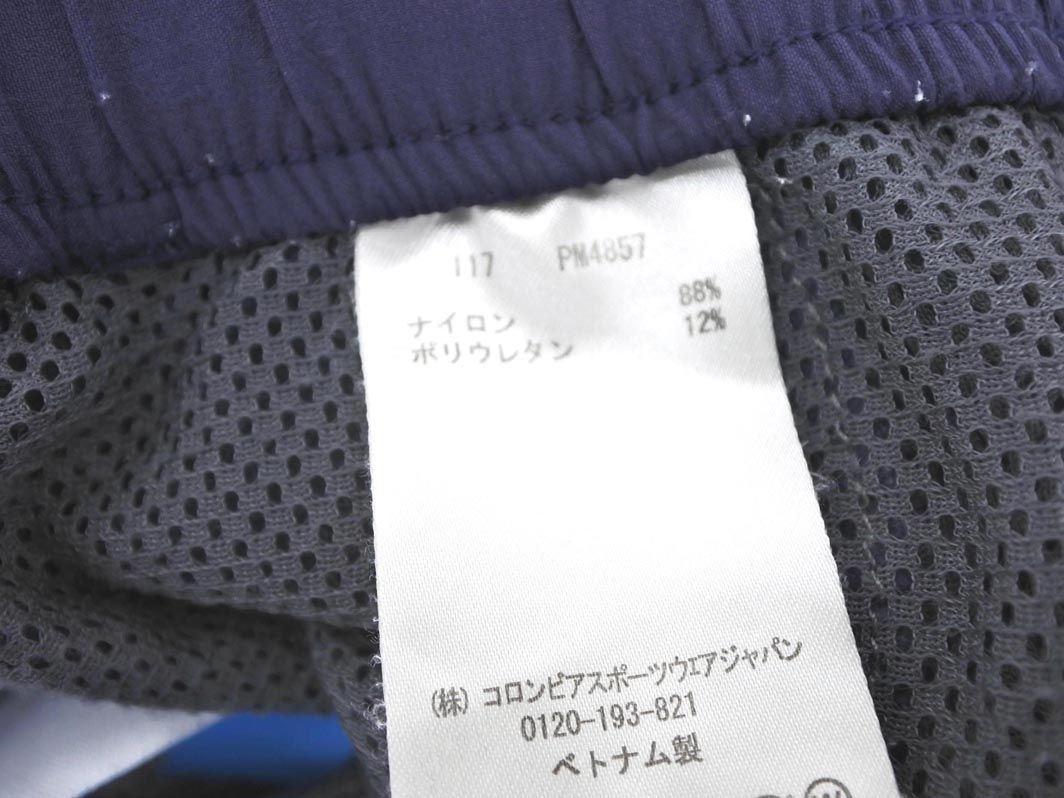 117 PM4857
ナイロン 88%
ポリウレタン 12%
(株)コロンビアスポーツウェアジャパン
0120-193-821
ベトナム製
W